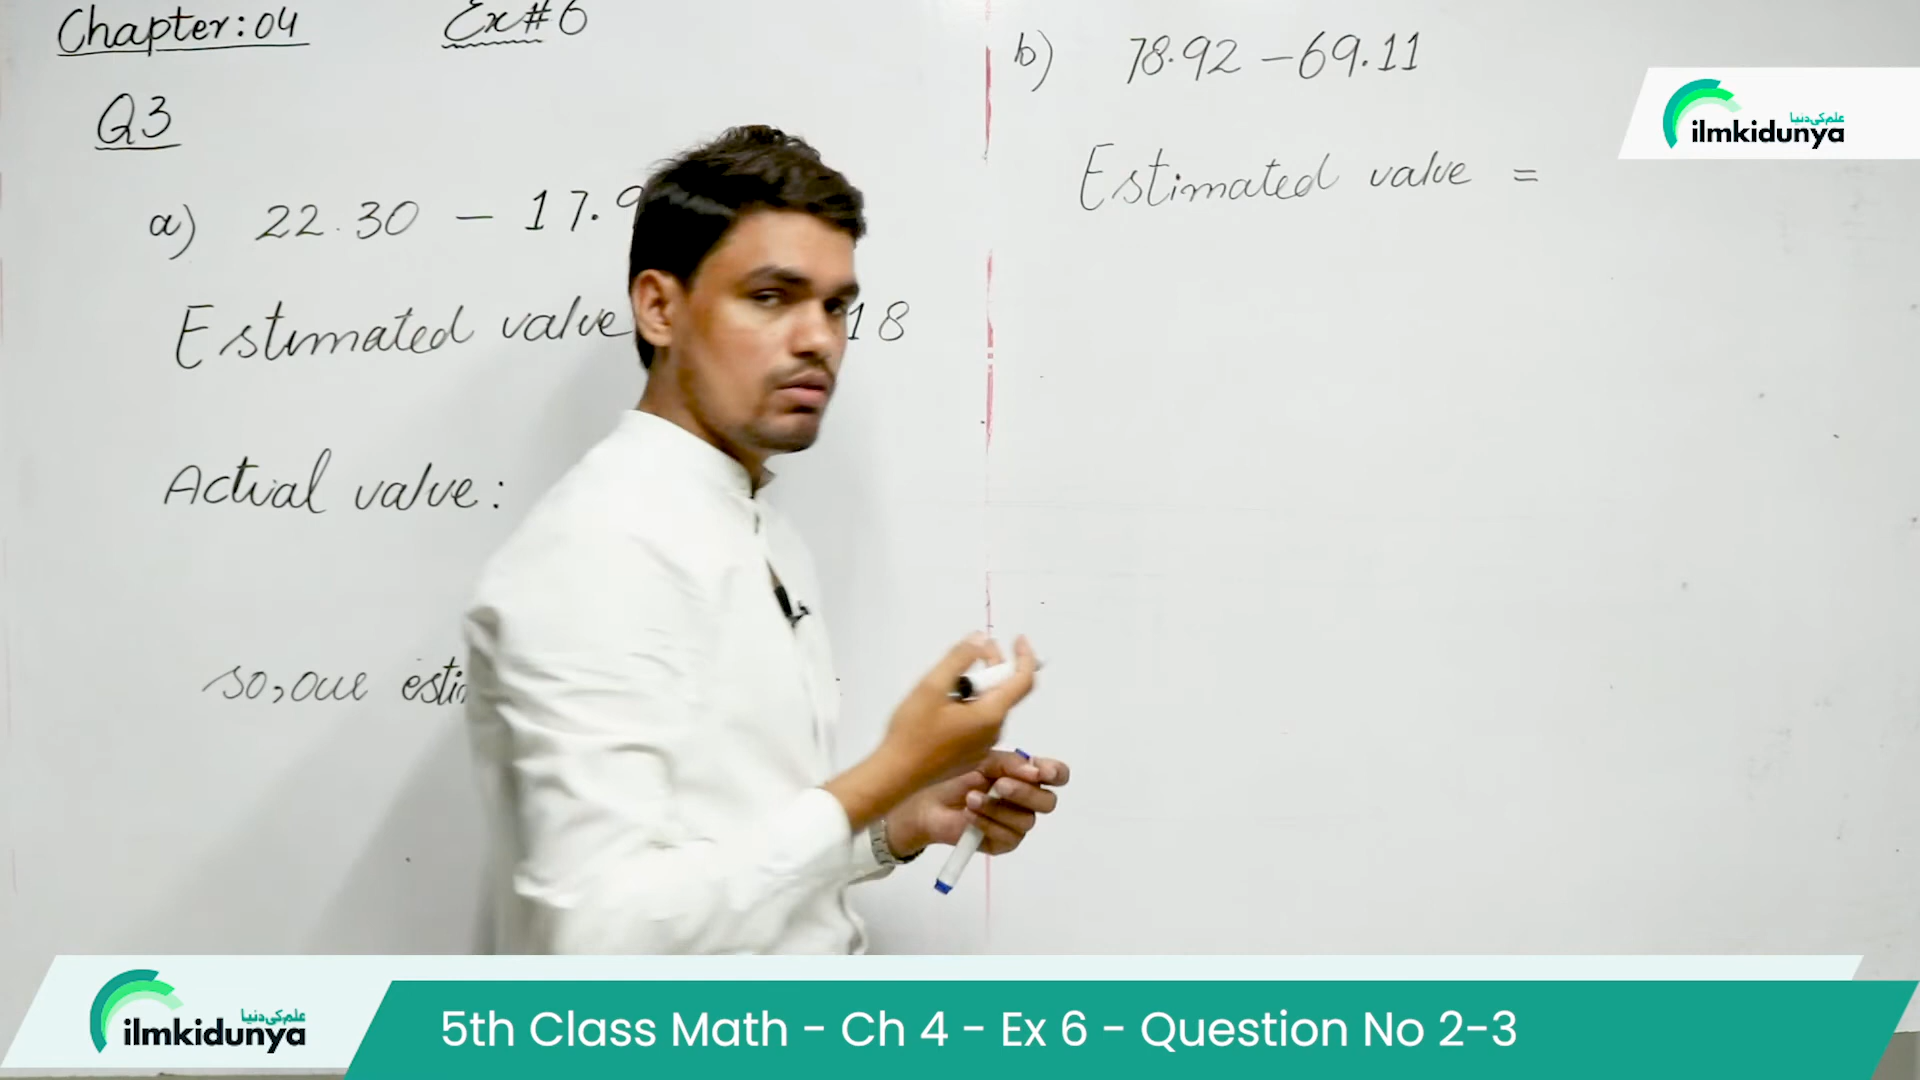 Chapter: 04
Ex # 6
Q3
a) 22.30 - 17.9
Estimated value
18
Actual value:
so, our
b) 78.92 - 69.11
Estimated value =
علم کی دنیا
ilmkidunya
علم کی دنیا
ilmkidunya
5th Class Math - Ch 4 - Ex 6 - Question No 2-3